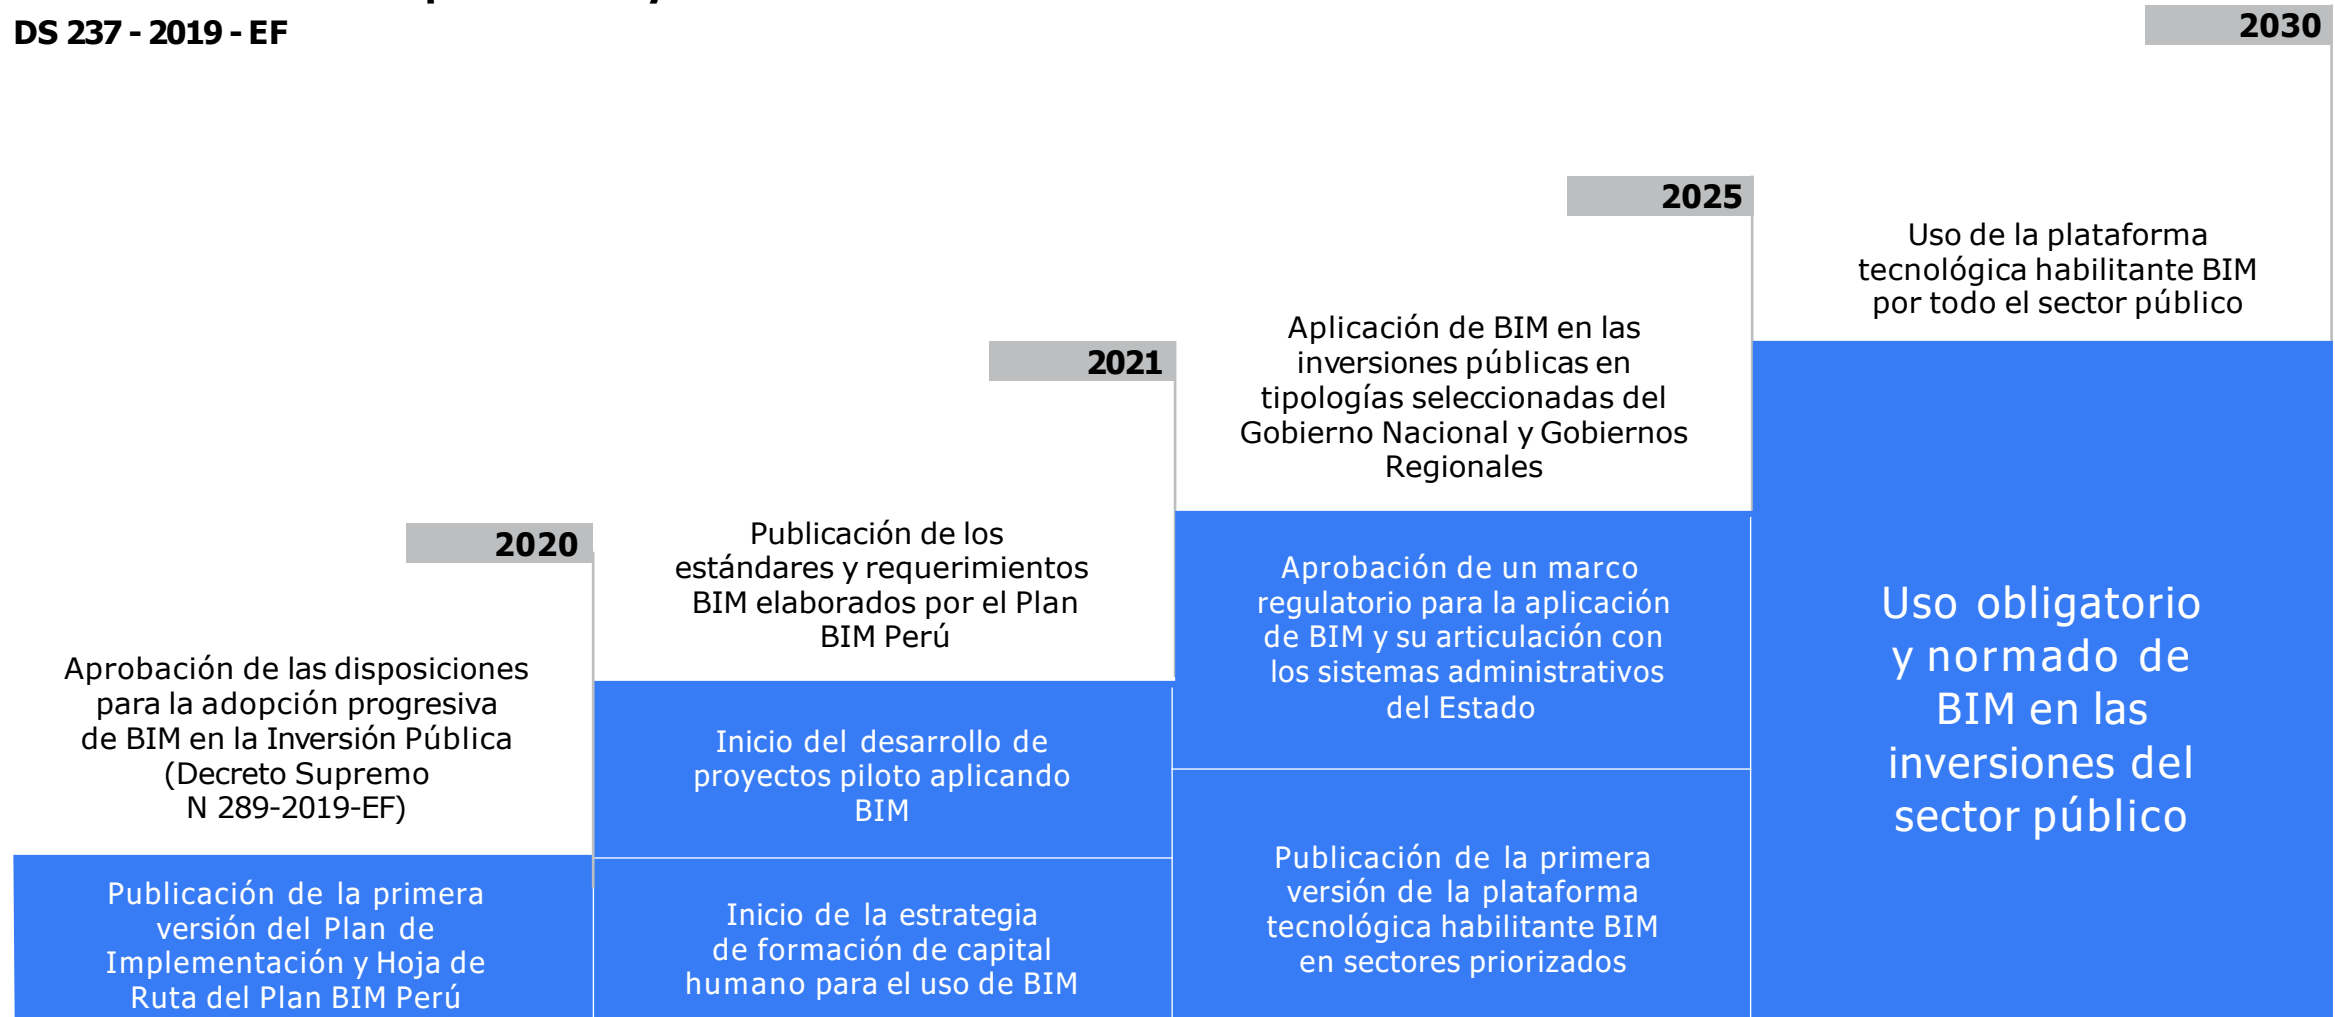 DS 237 - 2019 - EF
2020
Aprobación de las disposiciones
para la adopción progresiva
de BIM en la Inversión Pública
(Decreto Supremo
N 289-2019-EF)
Publicación de la primera
versión del Plan de
Implementación y Hoja de
Ruta del Plan BIM Perú
2021
Publicación de los
estándares y requerimientos
BIM elaborados por el Plan
BIM Perú
Inicio del desarrollo de
proyectos piloto aplicando
BIM
Inicio de la estrategia
de formación de capital
humano para el uso de BIM
2025
Aplicación de BIM en las
inversiones públicas en
tipologías seleccionadas del
Gobierno Nacional y Gobiernos
Regionales
Aprobación de un marco
regulatorio para la aplicación
de BIM y su articulación con
los sistemas administrativos
del Estado
Publicación de la primera
versión de la plataforma
tecnológica habilitante BIM
en sectores priorizados
2030
Uso de la plataforma
tecnológica habilitante BIM
por todo el sector público
Uso obligatorio
y normado de
BIM en las
inversiones del
sector público